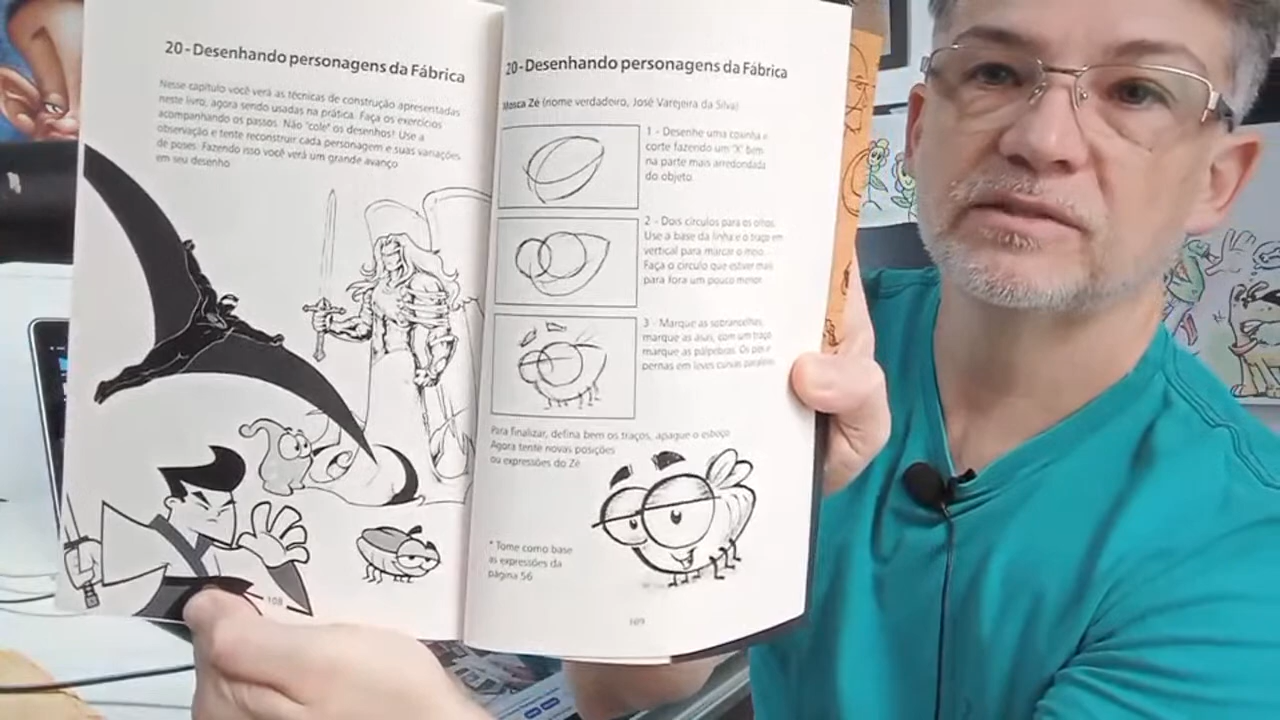 20 - Desenhando personagens da Fábrica
Nesse capítulo você verá as técnicas de construção apresentadas
neste livro, agora sendo usadas na prática. Faça os exercícios
acompanhando os passos. Não "cole" os desenhos! Use a
observação e tente reconstruir cada personagem e suas variações
de poses. Fazendo isso você verá um grande avanço
em seu desenho
108
20 - Desenhando personagens da Fábrica
Mosca Zé (nome verdadeiro, José Varejeira da Silva)
1 - Desenhe uma coxinha e
corte fazendo um "X" bem
na parte mais arredondada
do objeto.
2 - Dois círculos para os olhos.
Use a base da linha e o traço em
vertical para marcar o meio.
Faça o círculo que estiver mais
para fora um pouco menor.
3 - Marque as sobrancelhas,
marque as asas, com um traço
marque as pálpebras. Os pés e
pernas em leves curvas paralelas
Para finalizar, defina bem os traços, apague o esboço
Agora tente novas posições
ou expressões do Zé
* Tome como base
as expressões da
página 56
109